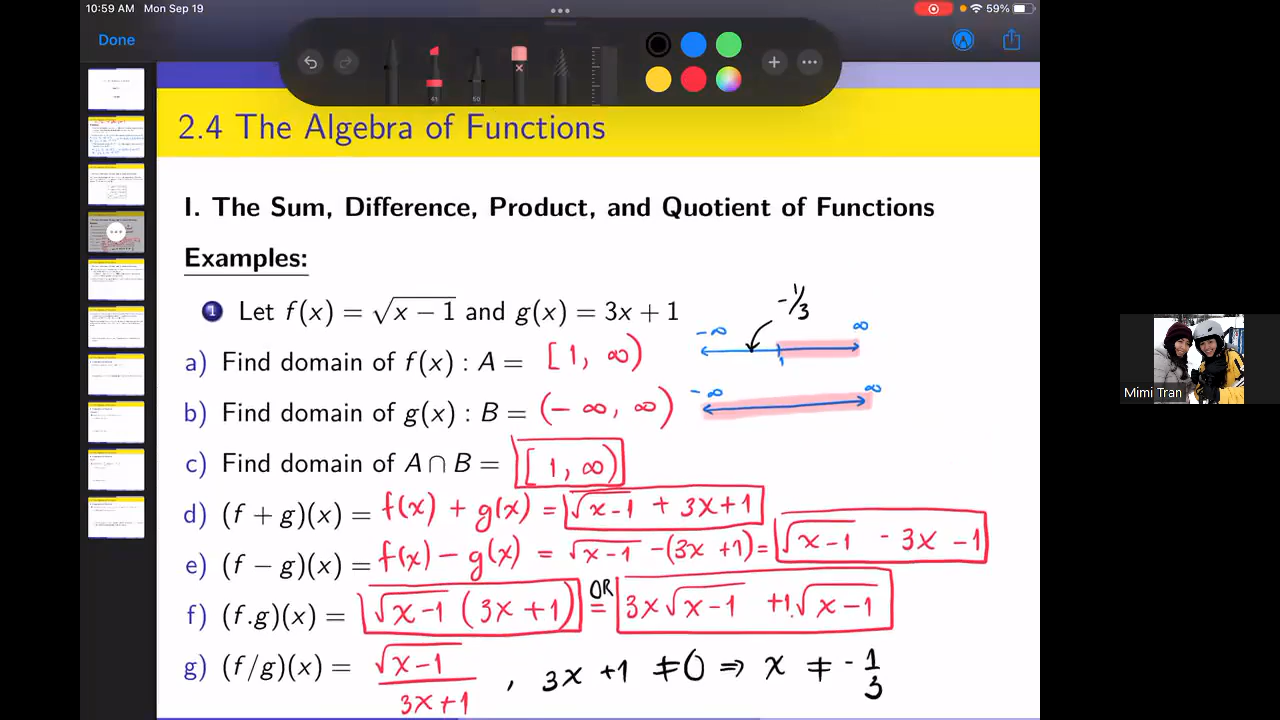 10:59 AM Mon Sep 19
59%
Done
41
50
2.4 The Algebra of Functions
I. The Sum, Difference, Product, and Quotient of Functions
Examples:
1 Let f(x) = √(x − 1) and g(x) = 3x + 1
-1/3
-∞ ∞
1
a) Find domain of f(x) : A = [1, ∞)
-∞ ∞
b) Find domain of g(x) : B = (-∞, ∞)
c) Find domain of A ∩ B = [1, ∞)
d) (f + g)(x) = f(x) + g(x) = √(x-1) + 3x+1
e) (f − g)(x) = f(x) - g(x) = √(x-1) - (3x+1) = √(x-1) - 3x - 1
f) (f.g)(x) = √(x-1) (3x+1) OR = 3x√(x-1) +1.√(x-1)
g) (f/g)(x) = √(x-1) / 3x+1 , 3x+1 ≠ 0 ⇒ x ≠ -1/3
Mimi Tran